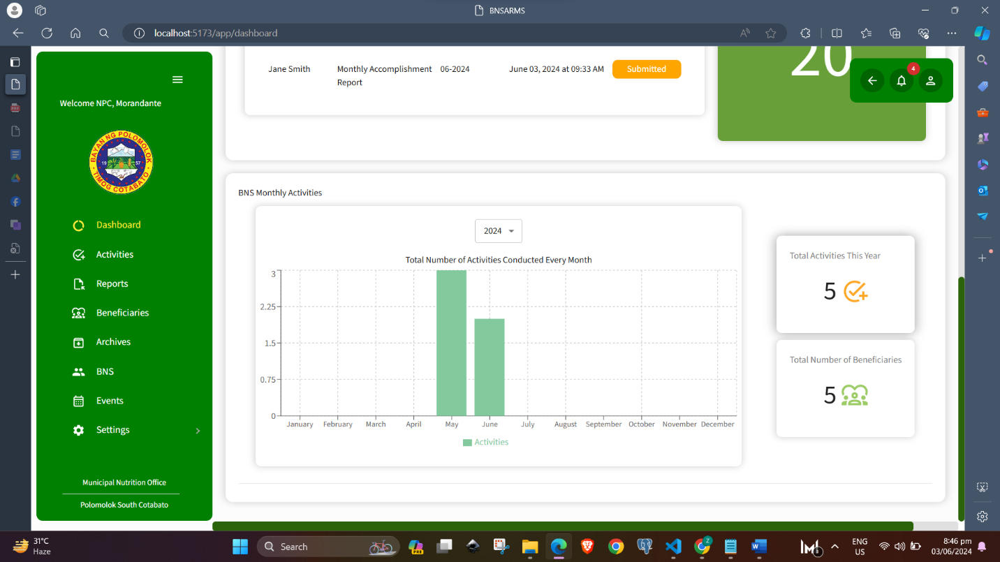 BNSARMS
localhost:5173/app/dashboard
20
4
Jane Smith
Monthly Accomplishment
Report
06-2024
June 03, 2024 at 09:33 AM
Submitted
Welcome NPC, Morandante
BAYAN NG POLOMOLOK
19 57
TIMOG COTABATO
Dashboard
Activities
Reports
Beneficiaries
Archives
BNS
Events
Settings
Municipal Nutrition Office
Polomolok South Cotabato
BNS Monthly Activities
2024
Total Number of Activities Conducted Every Month
3
2.25
1.5
0.75
0
January February March April May June July August September October November December
Activities
Total Activities This Year
5
Total Number of Beneficiaries
5
31°C
Haze
Search
PRE
Z
ENG
US
8:46 pm
03/06/2024